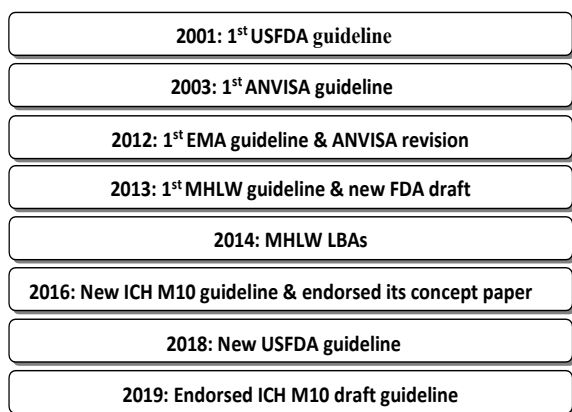 2001: 1st USFDA guideline
2003: 1st ANVISA guideline
2012: 1st EMA guideline & ANVISA revision
2013: 1st MHLW guideline & new FDA draft
2014: MHLW LBAs
2016: New ICH M10 guideline & endorsed its concept paper
2018: New USFDA guideline
2019: Endorsed ICH M10 draft guideline